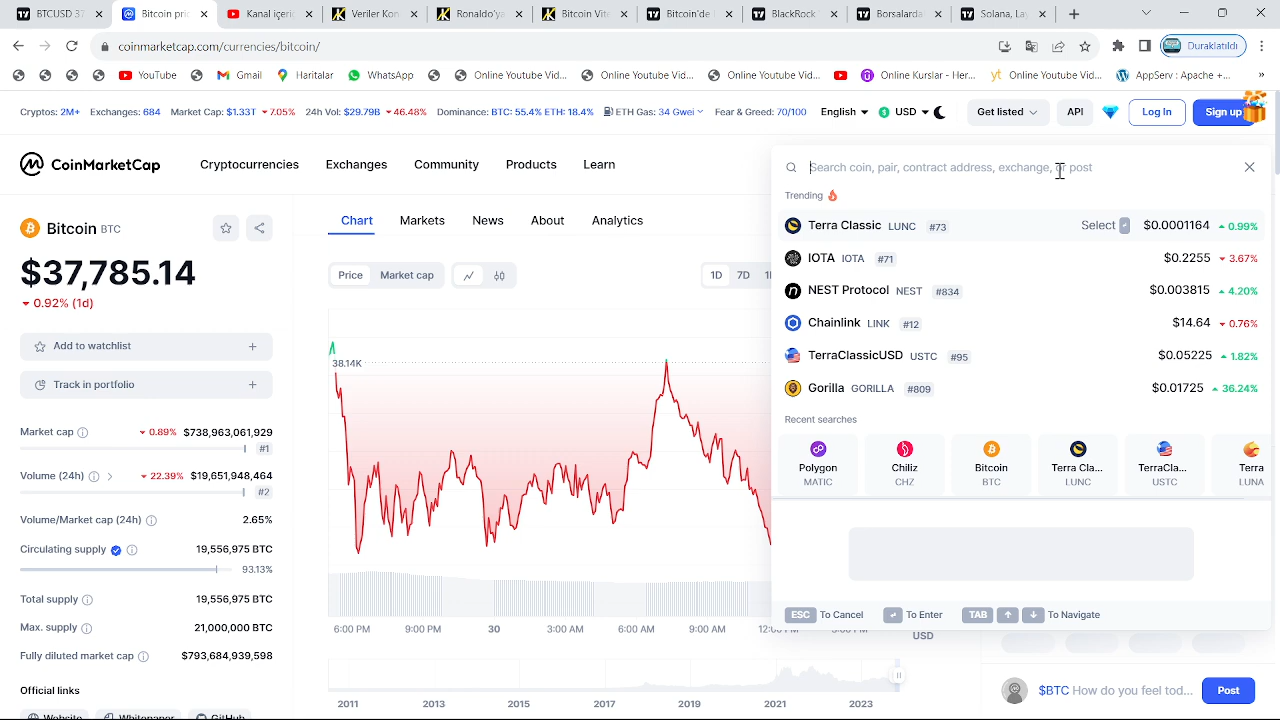 BTCUSD 37
Bitcoin pric
Kanal içeri
Verler Kon
Ronaldo'ya
Bitcoin Vite
Bitcoin'de
BlackRock
Borsalarda
Solana, Lay
coinmarketcap.com/currencies/bitcoin/
Duraklatıldı
YouTube
Gmail
Haritalar
WhatsApp
Online Youtube Vid...
Online Youtube Vid...
Online Youtube Vid...
Online Kurslar - Her...
yt Online Youtube Vid...
AppServ : Apache +...
»
Cryptos: 2M+ Exchanges: 684 Market Cap: $1.33T 7.05% 24h Vol: $29.79B 46.48% Dominance: BTC: 55.4% ETH: 18.4% ETH Gas: 34 Gwei Fear & Greed: 70/100 English USD Get listed API Log In Sign up
CoinMarketCap Cryptocurrencies Exchanges Community Products Learn
Search coin, pair, contract address, exchange, or post
Trending
Terra Classic LUNC #73 Select $0.0001164 0.99%
IOTA IOTA #71 $0.2255 3.67%
NEST Protocol NEST #834 $0.003815 4.20%
Chainlink LINK #12 $14.64 0.76%
TerraClassicUSD USTC #95 $0.05225 1.82%
Gorilla GORILLA #809 $0.01725 36.24%
Recent searches
Polygon Chiliz Bitcoin Terra Cla... TerraCla... Terra
MATIC CHZ BTC LUNC USTC LUNA
ESC To Cancel To Enter TAB To Navigate
Bitcoin BTC
$37,785.14
0.92% (1d)
Add to watchlist +
Track in portfolio +
Market cap 0.89% $738,963,061,929
#1
Volume (24h) 22.39% $19,651,948,464
#2
Volume/Market cap (24h) 2.65%
Circulating supply 19,556,975 BTC
93.13%
Total supply 19,556,975 BTC
Max. supply 21,000,000 BTC
Fully diluted market cap $793,684,939,598
Official links
Website Whitepaper GitHub
Chart Markets News About Analytics
Price Market cap 1D 7D
38.14K
6:00 PM 9:00 PM 30 3:00 AM 6:00 AM 9:00 AM
USD
2011 2013 2015 2017 2019 2021 2023
$BTC How do you feel tod... Post